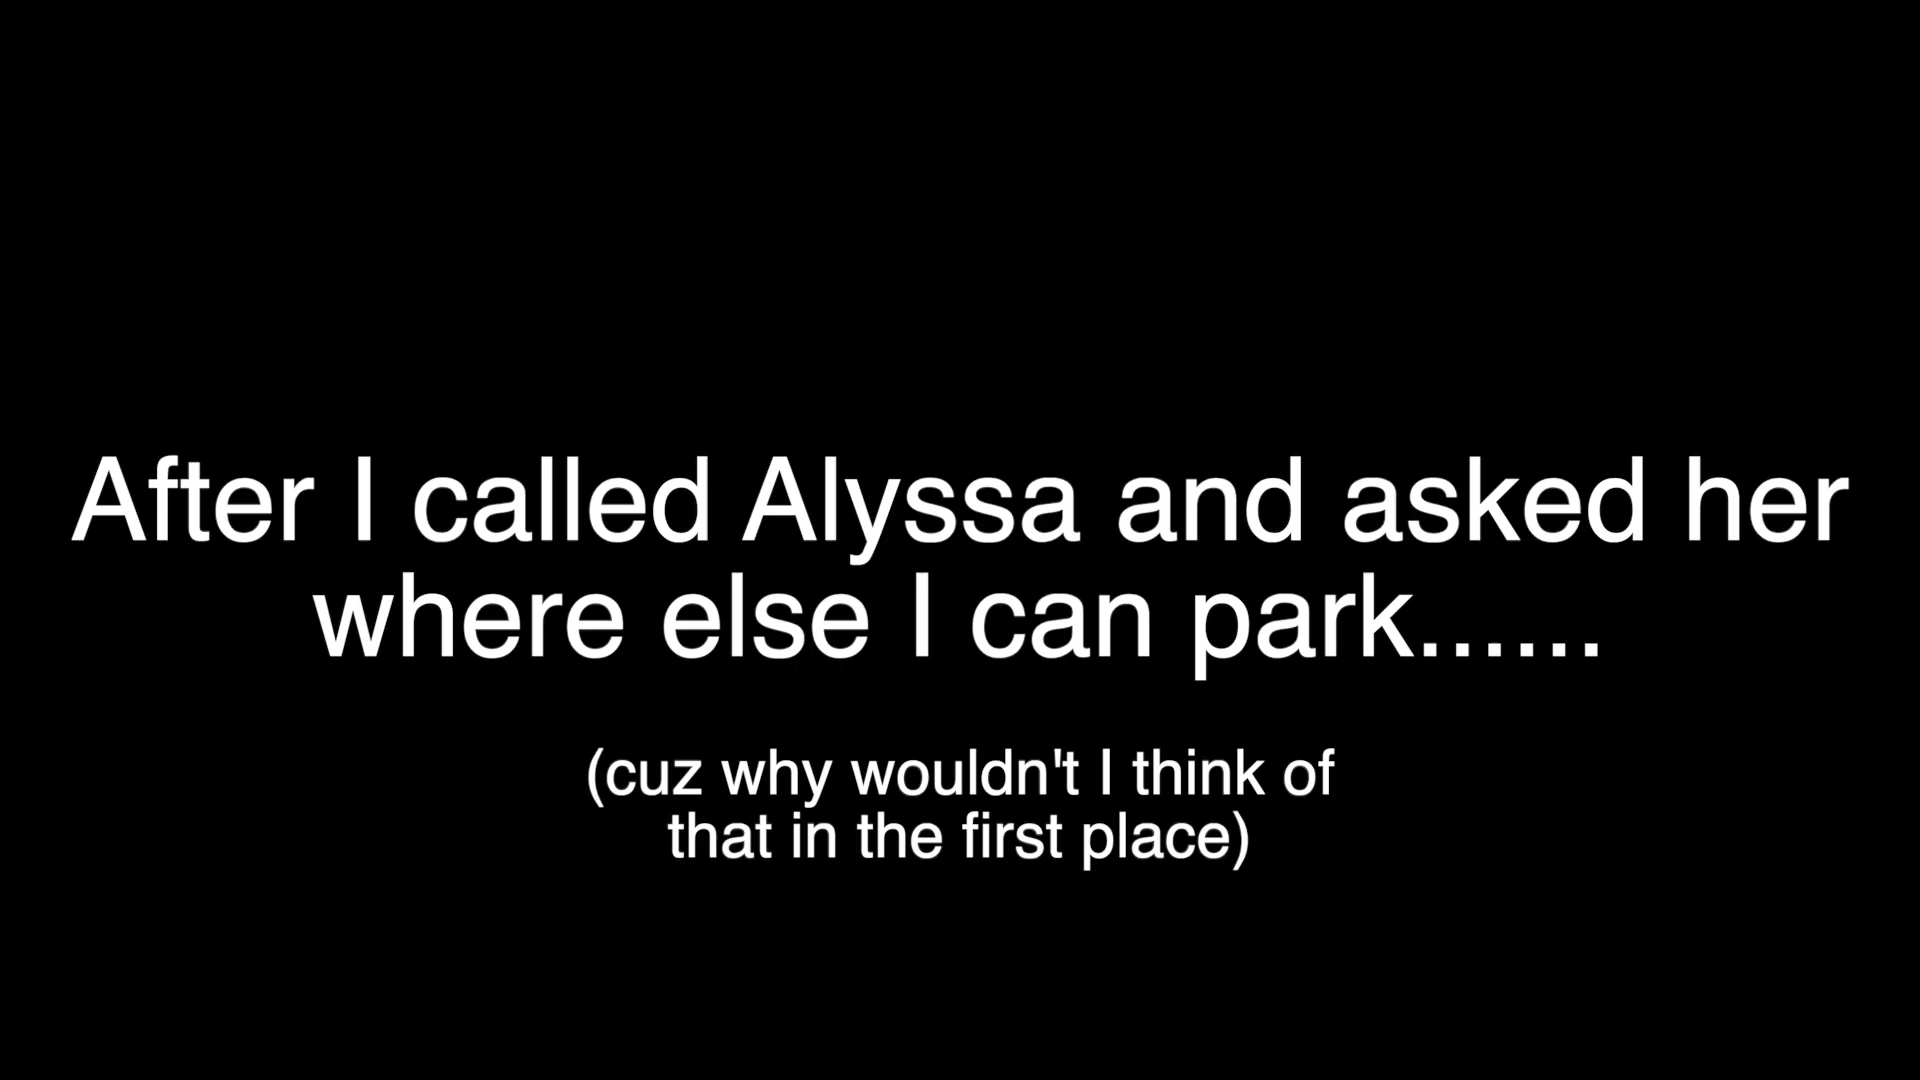 After I called Alyssa and asked her
where else I can park......
(cuz why wouldn't I think of
that in the first place)